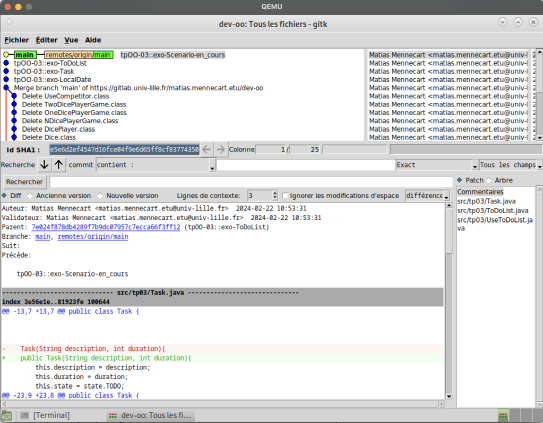 QEMU
dev-oo: Tous les fichiers - gitk
Fichier Éditer Vue Aide
main remotes/origin/main tpOO-03::exo-Scenario-en_cours
tpOO-03::exo-ToDoList
tpOO-03::exo-Task
tpOO-03::exo-LocalDate
Merge branch 'main' of https://gitlab.univ-lille.fr/matias.mennecart.etu/dev-oo
Delete UseCompetitor.class
Delete TwoDicePlayerGame.class
Delete OneDicePlayerGame.class
Delete NDicePlayerGame.class
Delete DicePlayer.class
Delete Dice.class
Matias Mennecart <matias.mennecart.etu@univ-l
Matias Mennecart <matias.mennecart.etu@univ-l
Matias Mennecart <matias.mennecart.etu@univ-l
Matias Mennecart <matias.mennecart.etu@univ-l
Matias Mennecart <matias.mennecart.etu@univ-l
Matias Mennecart <matias.mennecart.etu@univ-l
Matias Mennecart <matias.mennecart.etu@univ-l
Matias Mennecart <matias.mennecart.etu@univ-l
Matias Mennecart <matias.mennecart.etu@univ-l
Matias Mennecart <matias.mennecart.etu@univ-l
Matias Mennecart <matias.mennecart.etu@univ-l
Id SHA1 : e5e6d2ef4547d16fce04f9e6d65ff8cf83774350 Colonne 1/ 25
Recherche commit contient : Exact Tous les champs
Rechercher Patch Arbre
Diff Ancienne version Nouvelle version Lignes de contexte: 3 Ignorer les modifications d'espace différence
Auteur: Matias Mennecart <matias.mennecart.etu@univ-lille.fr> 2024-02-22 10:53:31
Validateur: Matias Mennecart <matias.mennecart.etu@univ-lille.fr> 2024-02-22 10:53:31
Parent: 7e024f878db4289f7b9dc07957c7ecca66f3ff12 (tpOO-03::exo-ToDoList)
Branche: main, remotes/origin/main
Suit:
Précède:
tpOO-03::exo-Scenario-en_cours
----------------------------- src/tp03/Task.java -----------------------------
index 3e56e1e..81923fe 100644
@@ -13,7 +13,7 @@ public class Task {
- Task(String description, int duration){
+ public Task(String description, int duration){
this.description = description;
this.duration = duration;
this.state = state.TODO;
@@ -23,9 +23,8 @@ public class Task {
Commentaires
src/tp03/Task.java
src/tp03/ToDoList.java
src/tp03/UseToDoList.ja
va
[Terminal] dev-oo: Tous les fi...